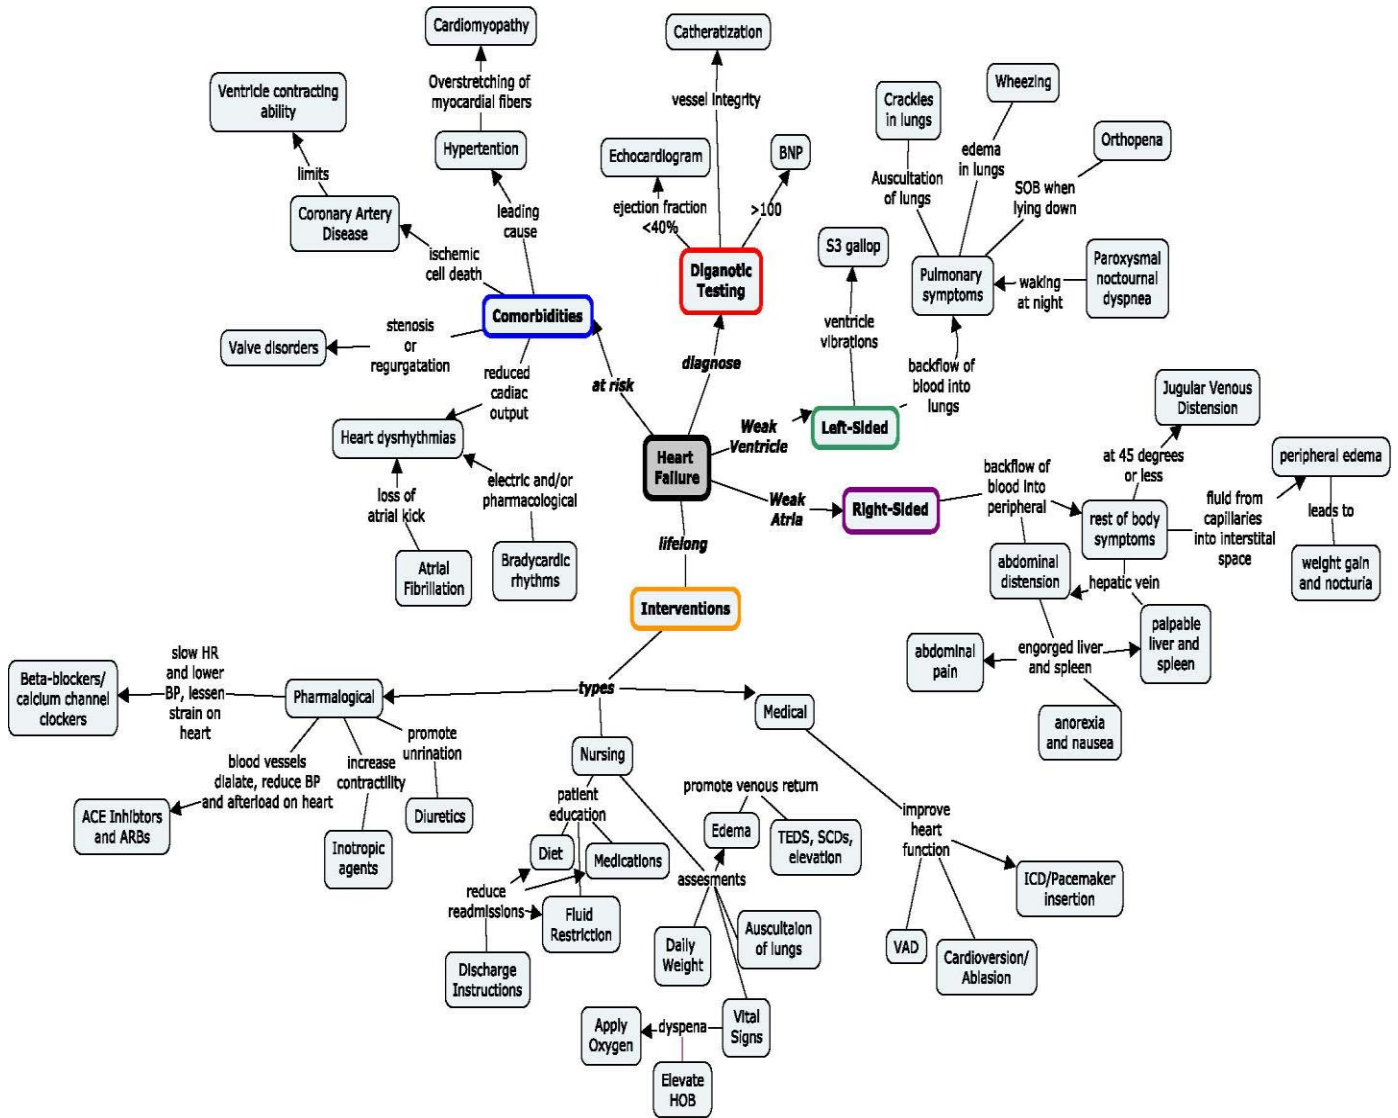 Cardiomyopathy
Overstretching of
myocardial fibers
Hypertention
leading
cause
Ventricle contracting
ability
limits
Coronary Artery
Disease
ischemic
cell death
Comorbidities
Valve disorders
stenosis
or
regurgatation
reduced
cadiac
output
Heart dysrhythmias
loss of
atrial kick
Atrial
Fibrillation
electric and/or
pharmacological
Bradycardic
rhythms
at risk
Catheratization
vessel integrity
Echocardiogram
ejection fraction
<40%
BNP
>100
Diganotic
Testing
diagnose
Heart
Failure
Weak
Ventricle
Left-Sided
S3 gallop
ventricle
vibrations
backflow of
blood into
lungs
Pulmonary
symptoms
Crackles
in lungs
Auscultation
of lungs
Wheezing
edema
in lungs
Orthopena
SOB when
lying down
Paroxysmal
noctournal
dyspnea
waking
at night
Weak
Atria
Right-Sided
backflow of
blood into
peripheral
rest of body
symptoms
Jugular Venous
Distension
at 45 degrees
or less
peripheral edema
fluid from
capillaries
into interstital
space
leads to
weight gain
and nocturia
abdominal
distension
hepatic vein
palpable
liver and
spleen
engorged liver
and spleen
abdominal
pain
anorexia
and nausea
lifelong
Interventions
types
Pharmalogical
slow HR
and lower
BP, lessen
strain on
heart
Beta-blockers/
calcium channel
clockers
blood vessels
dialate, reduce BP
and afterload on heart
ACE Inhibtors
and ARBs
increase
contractility
Inotropic
agents
promote
unrination
Diuretics
Nursing
patient
education
Diet
Medications
Fluid
Restriction
reduce
readmissions
Discharge
Instructions
assesments
Edema
promote venous return
TEDS, SCDs,
elevation
Daily
Weight
Auscultaion
of lungs
Vital
Signs
dyspena
Apply
Oxygen
Elevate
HOB
Medical
improve
heart
function
VAD
Cardioversion/
Ablasion
ICD/Pacemaker
insertion